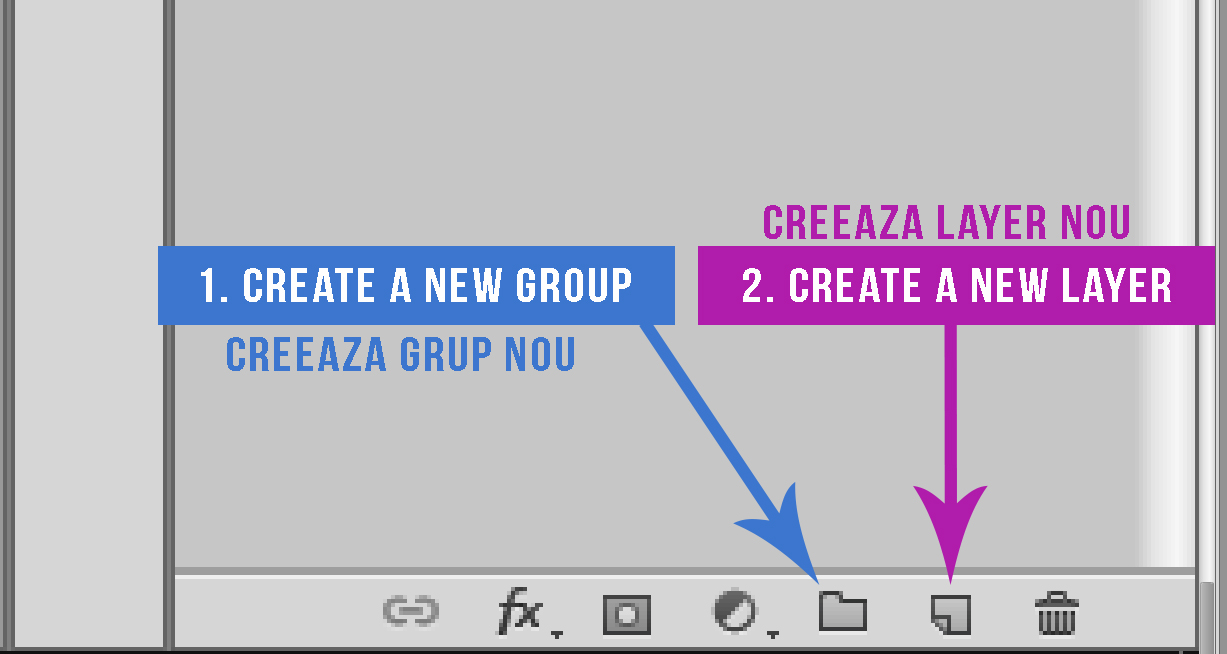 CREEAZA LAYER NOU
1. CREATE A NEW GROUP
2. CREATE A NEW LAYER
CREEAZA GRUP NOU
fx